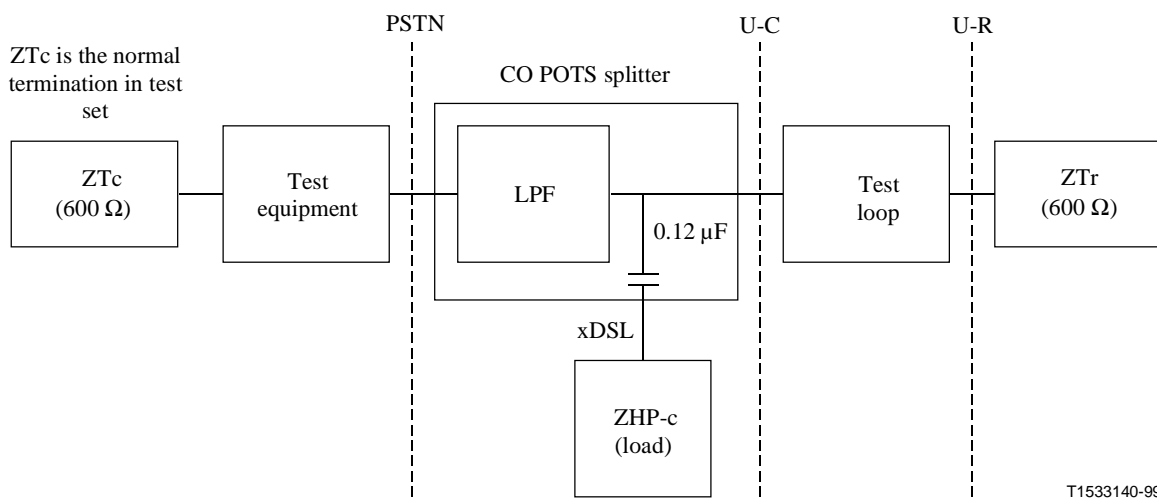 PSTN
U-C
U-R
ZTc is the normal
termination in test
set
CO POTS splitter
ZTc
(600 Ω)
Test
equipment
LPF
0.12 µF
Test
loop
ZTr
(600 Ω)
xDSL
ZHP-c
(load)
T1533140-99